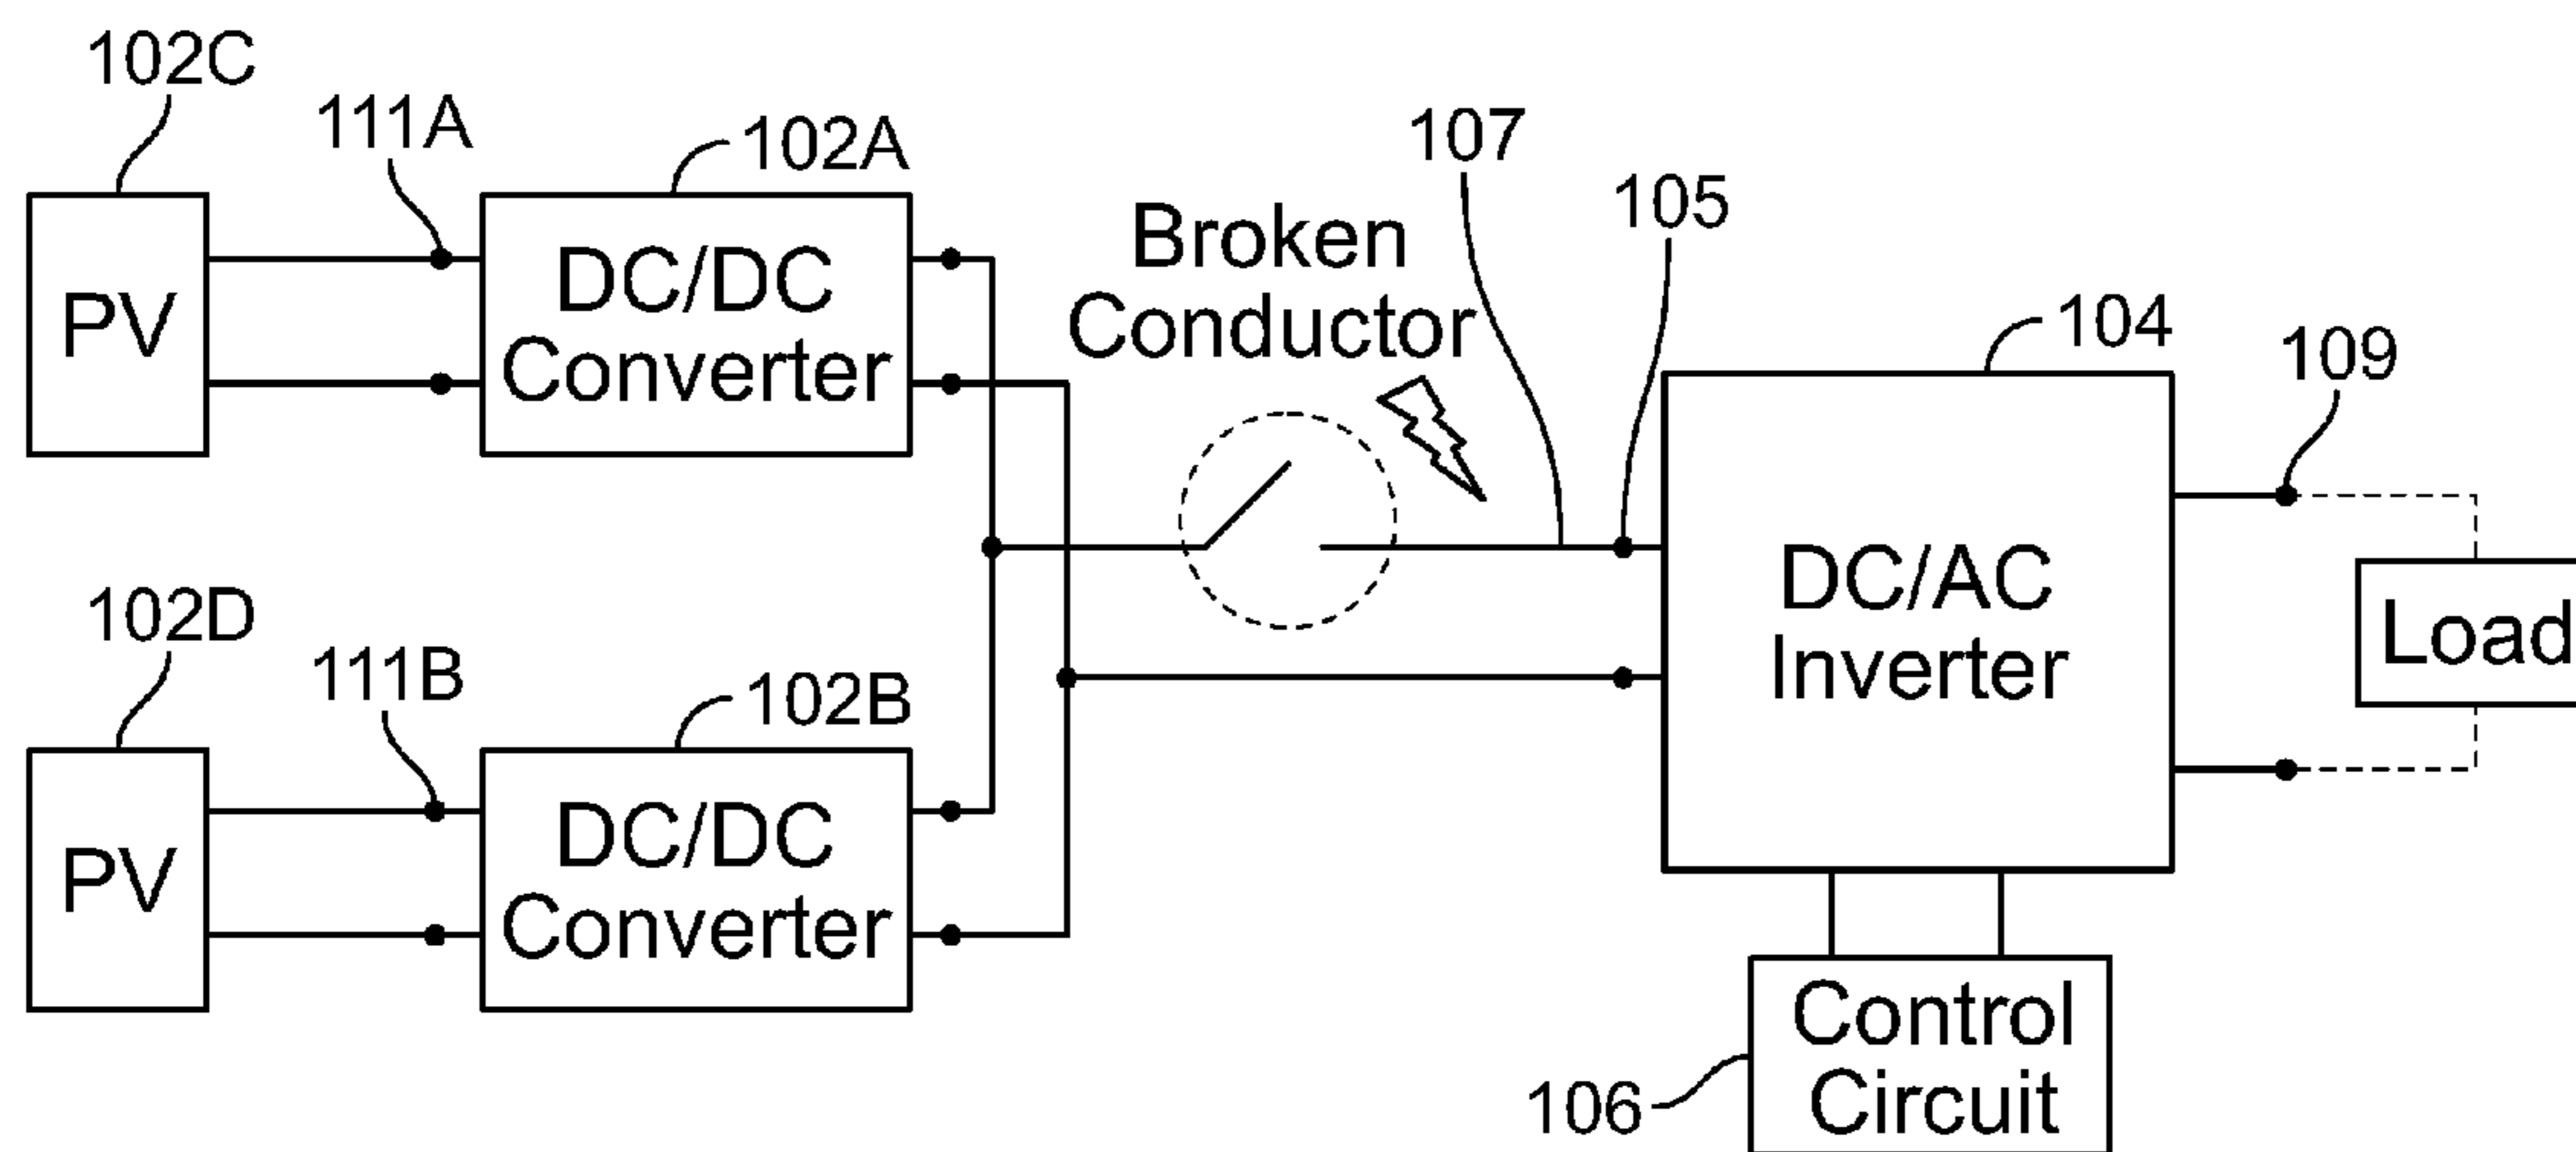 102C
111A
102A
PV
DC/DC
Converter
Broken
Conductor
107
105
104
109
102D
111B
102B
PV
DC/DC
Converter
DC/AC
Inverter
Load
Control
Circuit
106